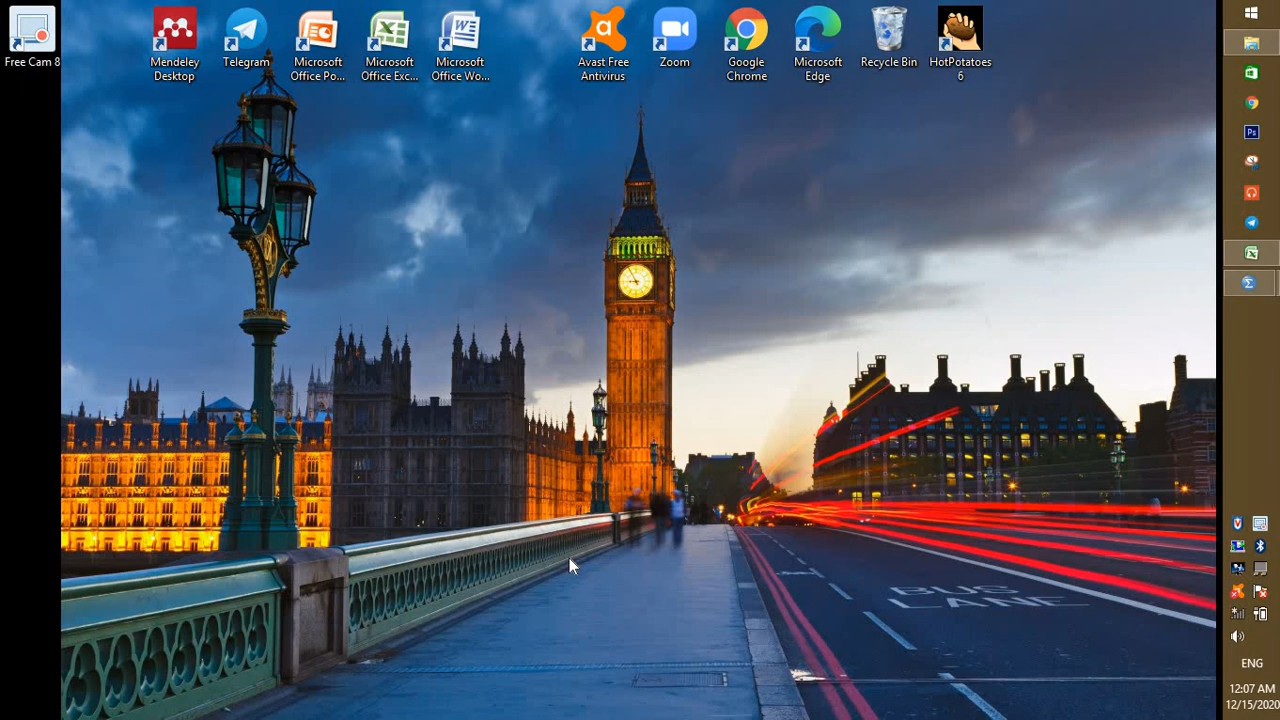 Free Cam 8
Mendeley
Desktop
Telegram
Microsoft
Office Po...
Microsoft
Office Exc...
Microsoft
Office Wo...
Avast Free
Antivirus
Zoom
Google
Chrome
Microsoft
Edge
Recycle Bin
HotPotatoes
6
Ps
BUS
LANE
ENG
12:07 AM
12/15/2020